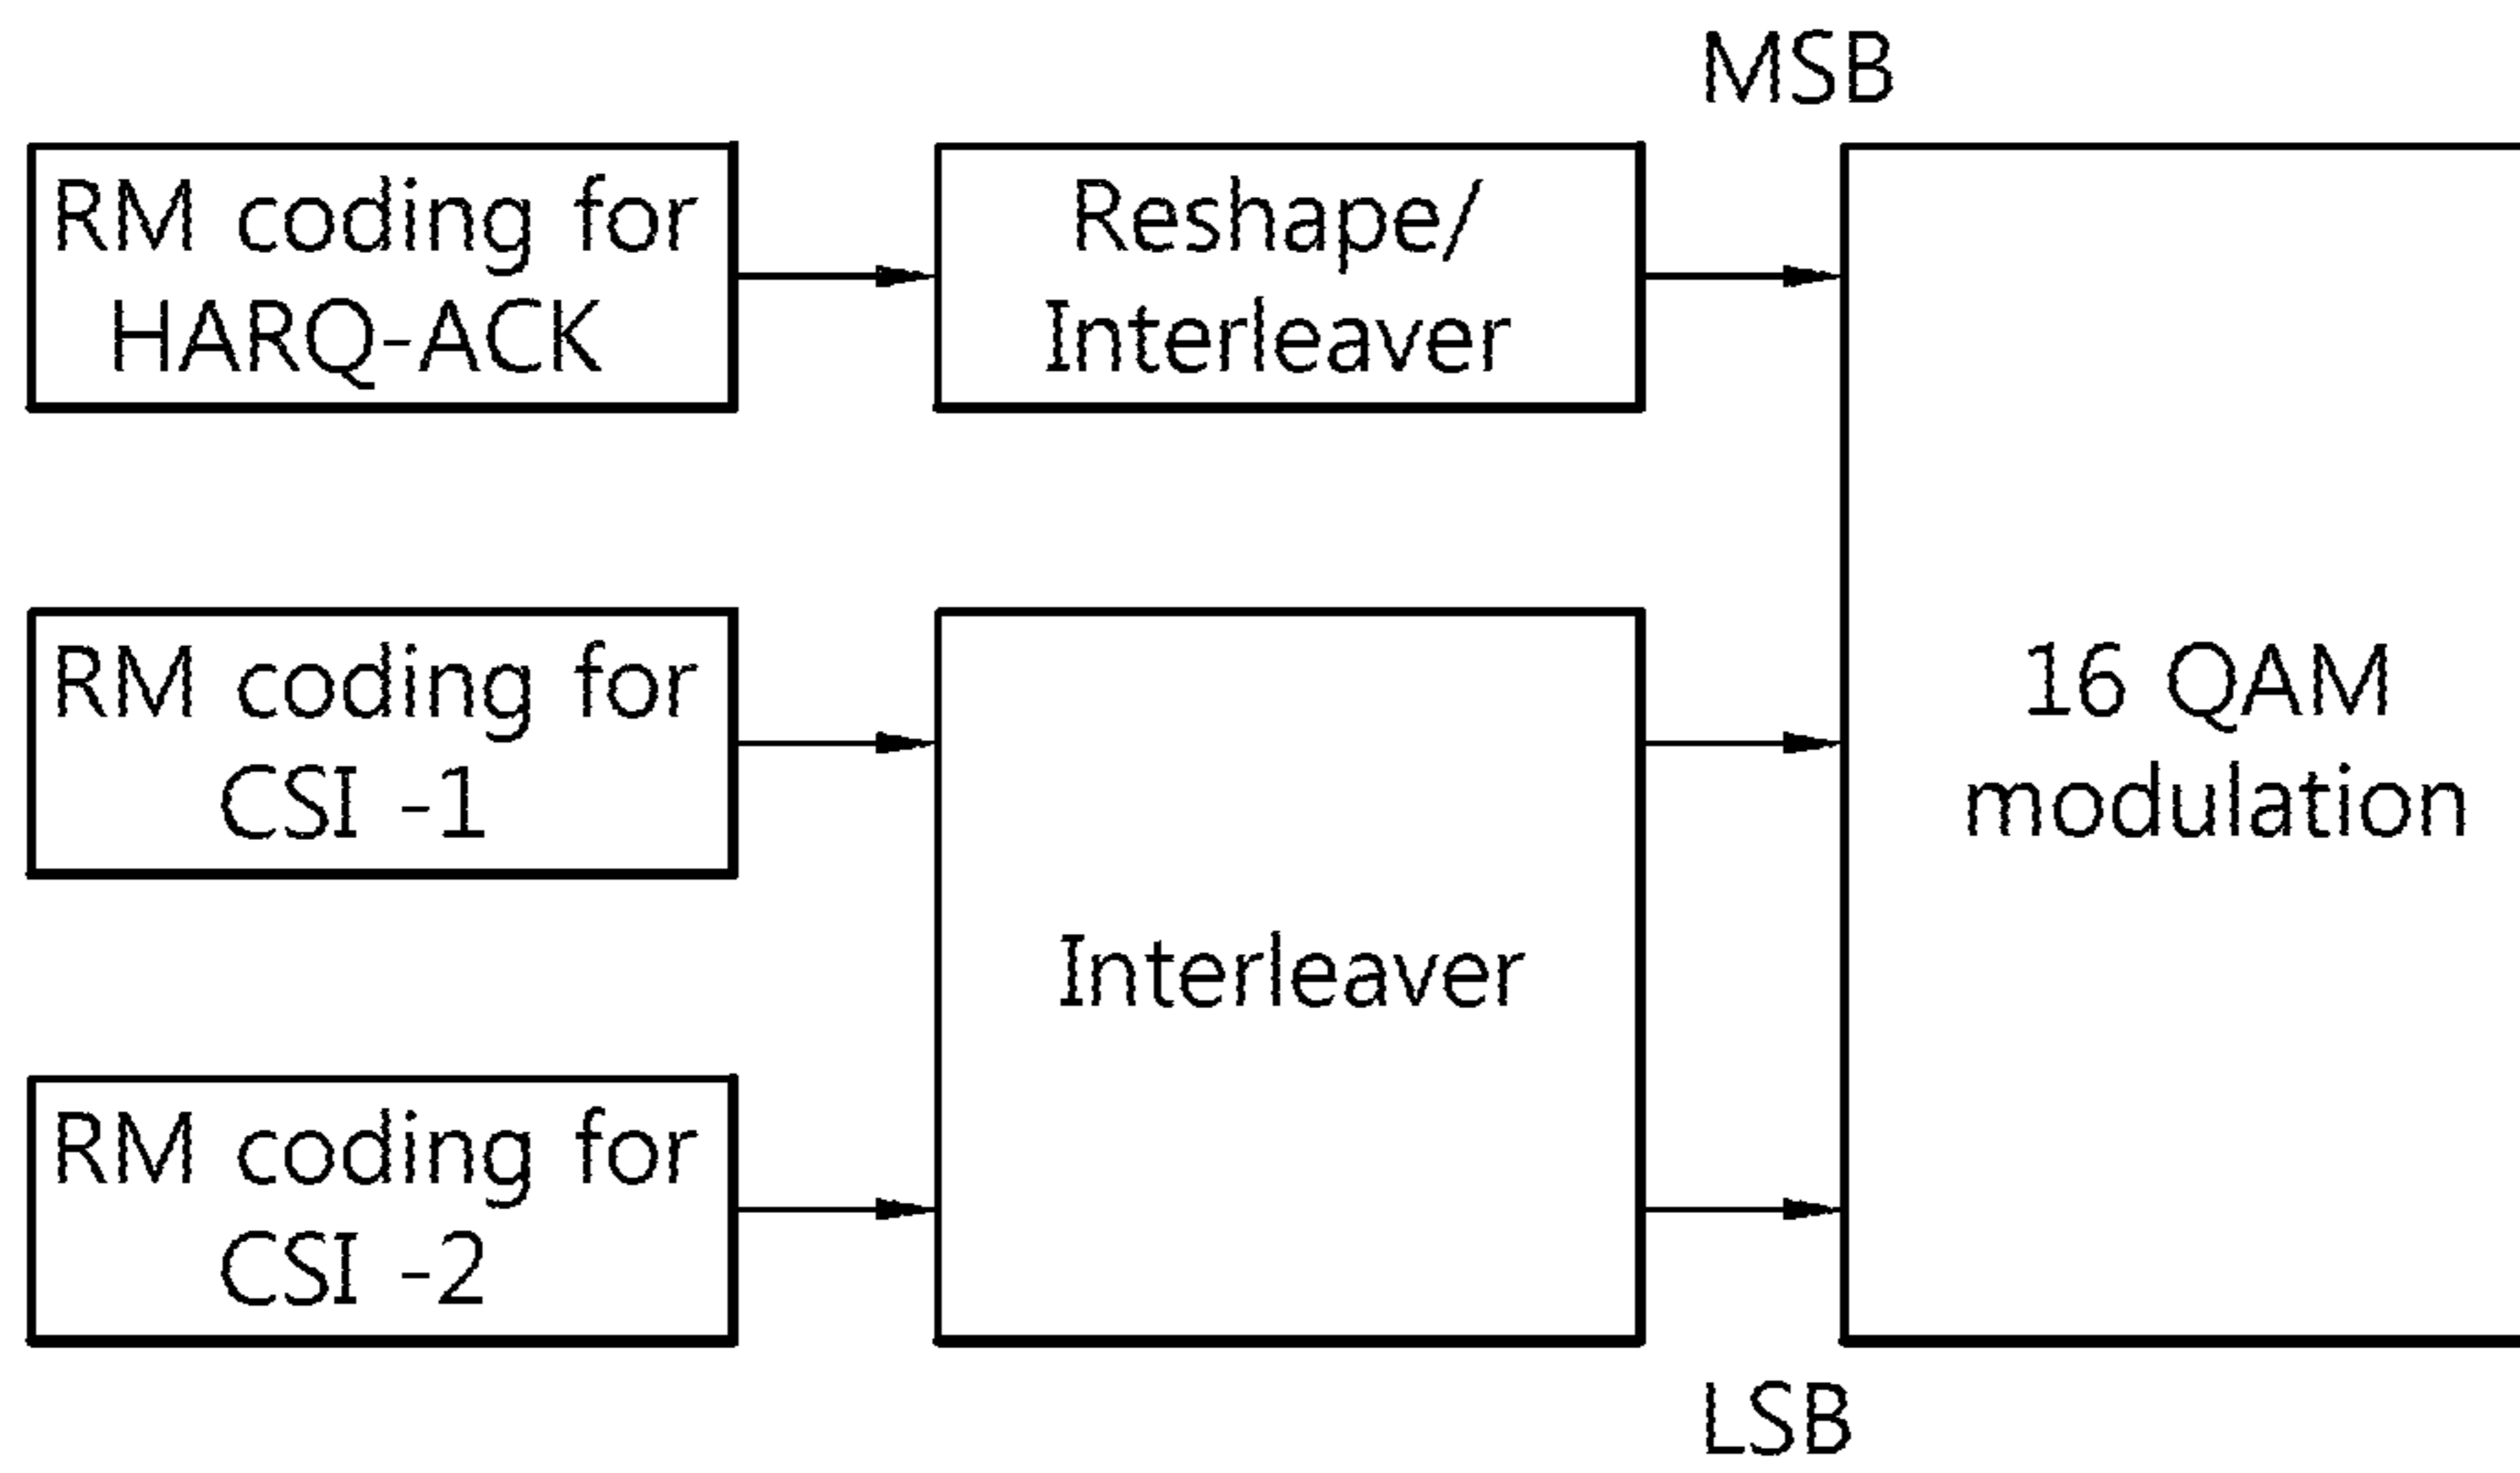 MSB
RM coding for
HARQ-ACK
Reshape/
Interleaver
RM coding for
CSI -1
Interleaver
16 QAM
modulation
RM coding for
CSI -2
LSB